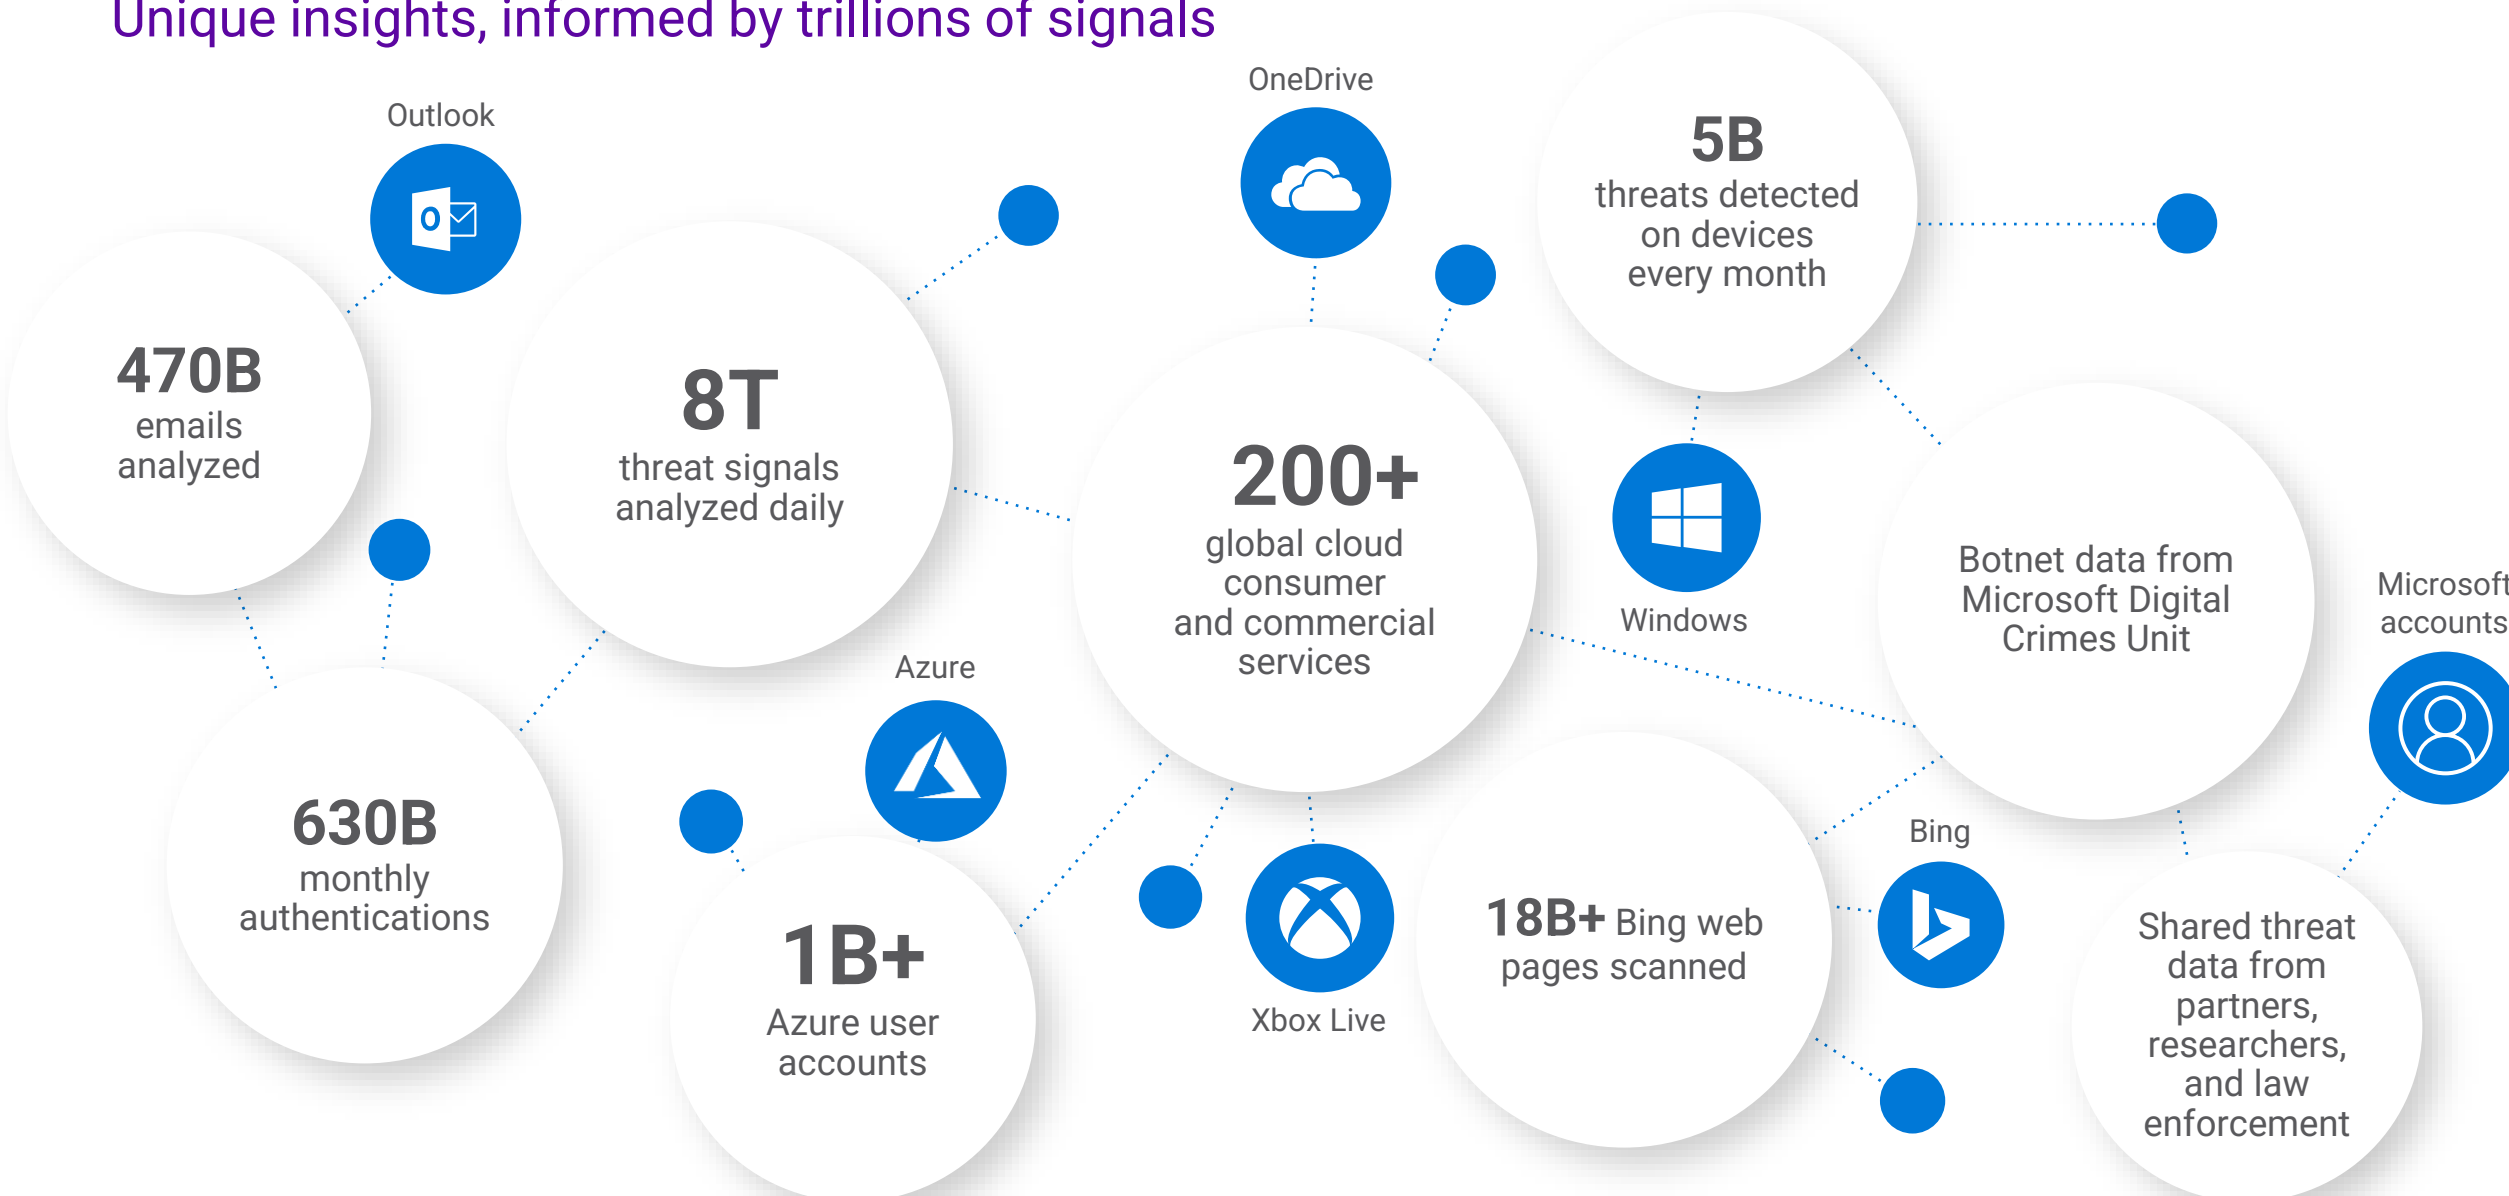 Unique insights, informed by trillions of signals
Outlook
OneDrive
5B
threats detected
on devices
every month
470B
emails
analyzed
8T
threat signals
analyzed daily
200+
global cloud
consumer
and commercial
services
Windows
Botnet data from
Microsoft Digital
Crimes Unit
Microsoft
accounts
Azure
630B
monthly
authentications
1B+
Azure user
accounts
Xbox Live
18B+ Bing web
pages scanned
Bing
Shared threat
data from
partners,
researchers,
and law
enforcement